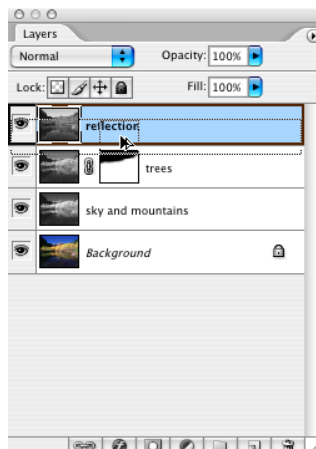 Layers
Normal Opacity: 100%
Lock: Fill: 100%
reflection
trees
sky and mountains
Background